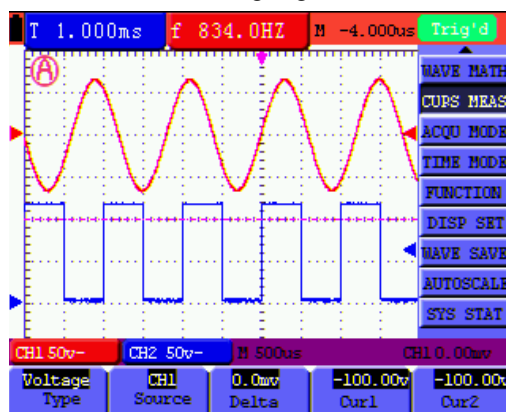 T 1.000ms f 834.0HZ M -4.000us Trig'd
A
WAVE MATH
CURS MEAS
ACQU MODE
TIME MODE
FUNCTION
DISP SET
WAVE SAVE
AUTOSCALE
SYS STAT
CH1 50v~ CH2 50v~ M 500us CH1 0.00mv
Voltage CH1 0.0mv -100.00v -100.00v
Type Source Delta Cur1 Cur2